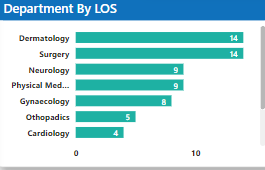 Department By LOS
Dermatology 14
Surgery 14
Neurology 9
Physical Med... 9
Gynaecology 8
Othopadics 5
Cardiology 4
0 10